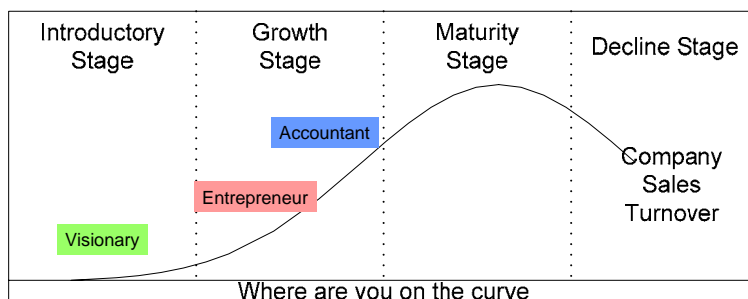 Introductory
Stage
Growth
Stage
Maturity
Stage
Decline Stage
Accountant
Company
Sales
Turnover
Entrepreneur
Visionary
Where are you on the curve